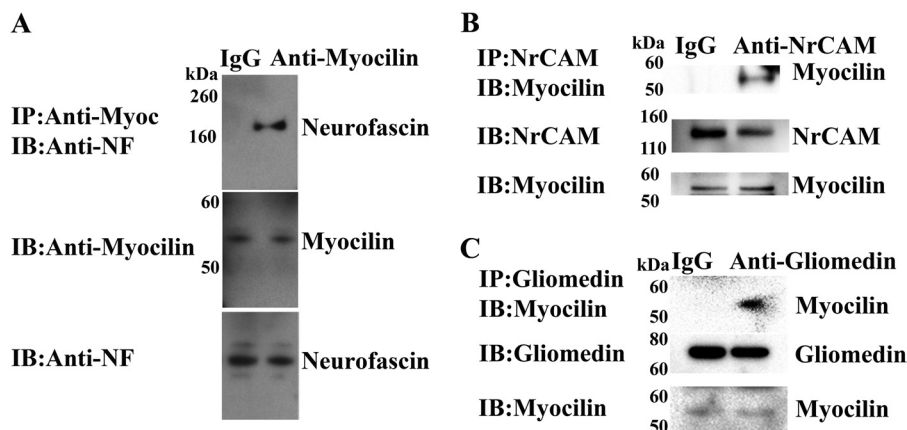 A
IgG Anti-Myocilin
kDa
260
IP:Anti-Myoc
IB:Anti-NF
160
Neurofascin
60
IB:Anti-Myocilin
Myocilin
50
IB:Anti-NF
Neurofascin
B
IgG Anti-NrCAM
kDa
IP:NrCAM
IB:Myocilin
60
50
Myocilin
IB:NrCAM
160
110
NrCAM
IB:Myocilin
60
50
Myocilin
C
IgG Anti-Gliomedin
kDa
IP:Gliomedin
IB:Myocilin
60
50
Myocilin
IB:Gliomedin
80
60
Gliomedin
IB:Myocilin
60
50
Myocilin